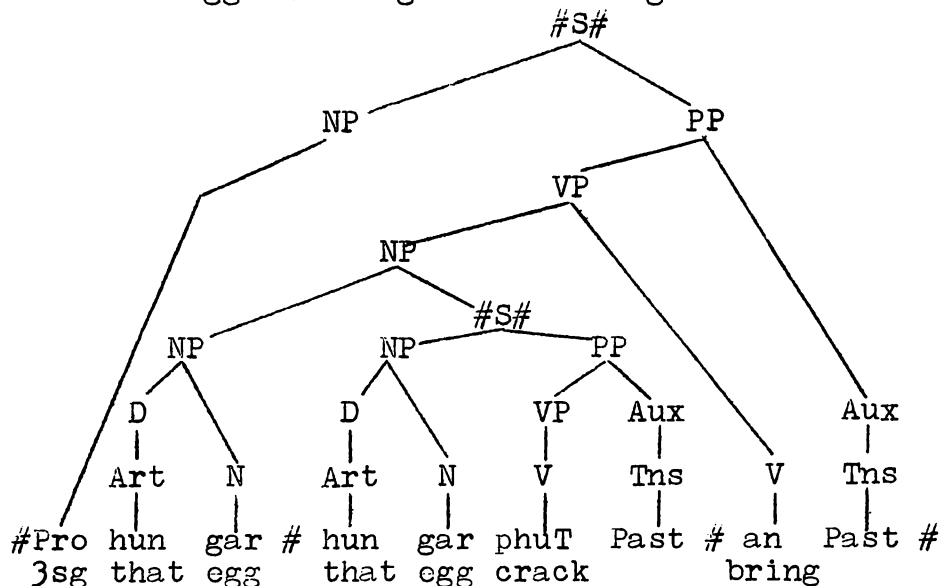 #S#
NP PP
VP
NP
#S#
NP NP PP
D D VP Aux Aux
Art N Art N V Tns V Tns
#Pro hun gar # hun gar phuT Past # an Past #
3sg that egg that egg crack bring